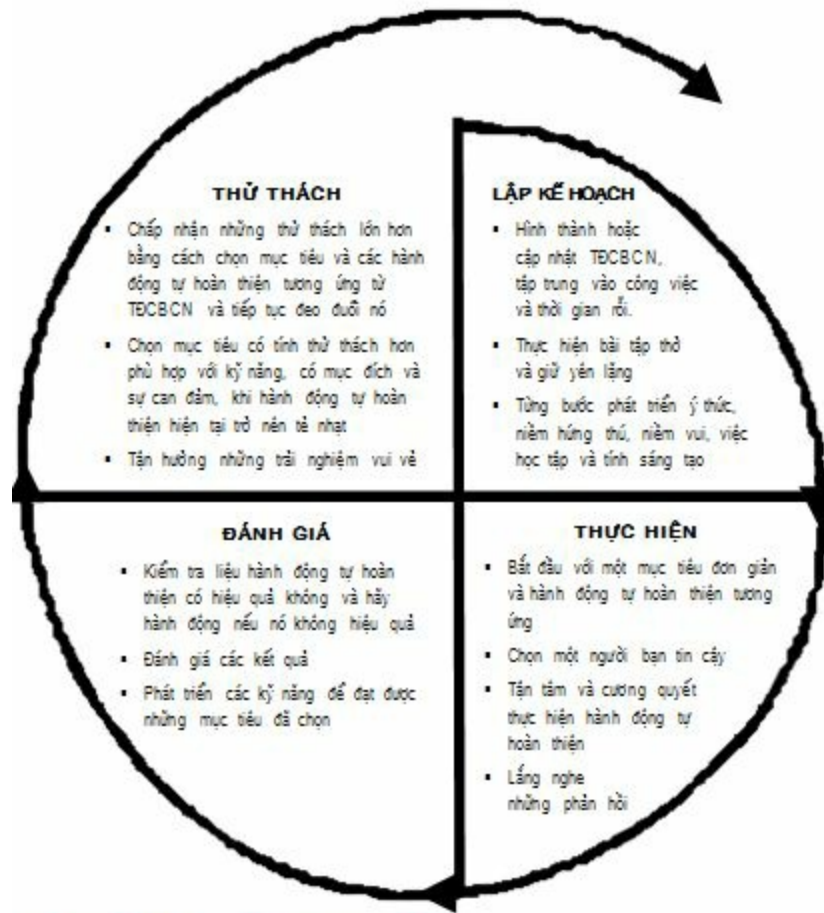 THỬ THÁCH
▪ Chấp nhận những thử thách lớn hơn
bằng cách chọn mục tiêu và các hành
động tự hoàn thiện tương ứng từ
TĐCBCN và tiếp tục đeo đuổi nó
▪ Chọn mục tiêu có tính thử thách hơn
phù hợp với kỹ năng, có mục đích và
sự can đảm, khi hành động tự hoàn
thiện hiện tại trở nên tẻ nhạt
▪ Tận hưởng những trải nghiệm vui vẻ
LẬP KẾ HOẠCH
▪ Hình thành hoặc
cập nhật TĐCBCN,
tập trung vào công việc
và thời gian rỗi.
▪ Thực hiện bài tập thở
và giữ yên lặng
▪ Từng bước phát triển ý thức,
niềm hứng thú, niềm vui, việc
học tập và tính sáng tạo
ĐÁNH GIÁ
▪ Kiểm tra liệu hành động tự hoàn
thiện có hiệu quả không và hãy
hành động nếu nó không hiệu quả
▪ Đánh giá các kết quả
▪ Phát triển các kỹ năng để đạt được
những mục tiêu đã chọn
THỰC HIỆN
▪ Bắt đầu với một mục tiêu đơn giản
và hành động tự hoàn thiện tương
ứng
▪ Chọn một người bạn tin cậy
▪ Tận tâm và cương quyết
thực hiện hành động tự
hoàn thiện
▪ Lắng nghe
những phản hồi